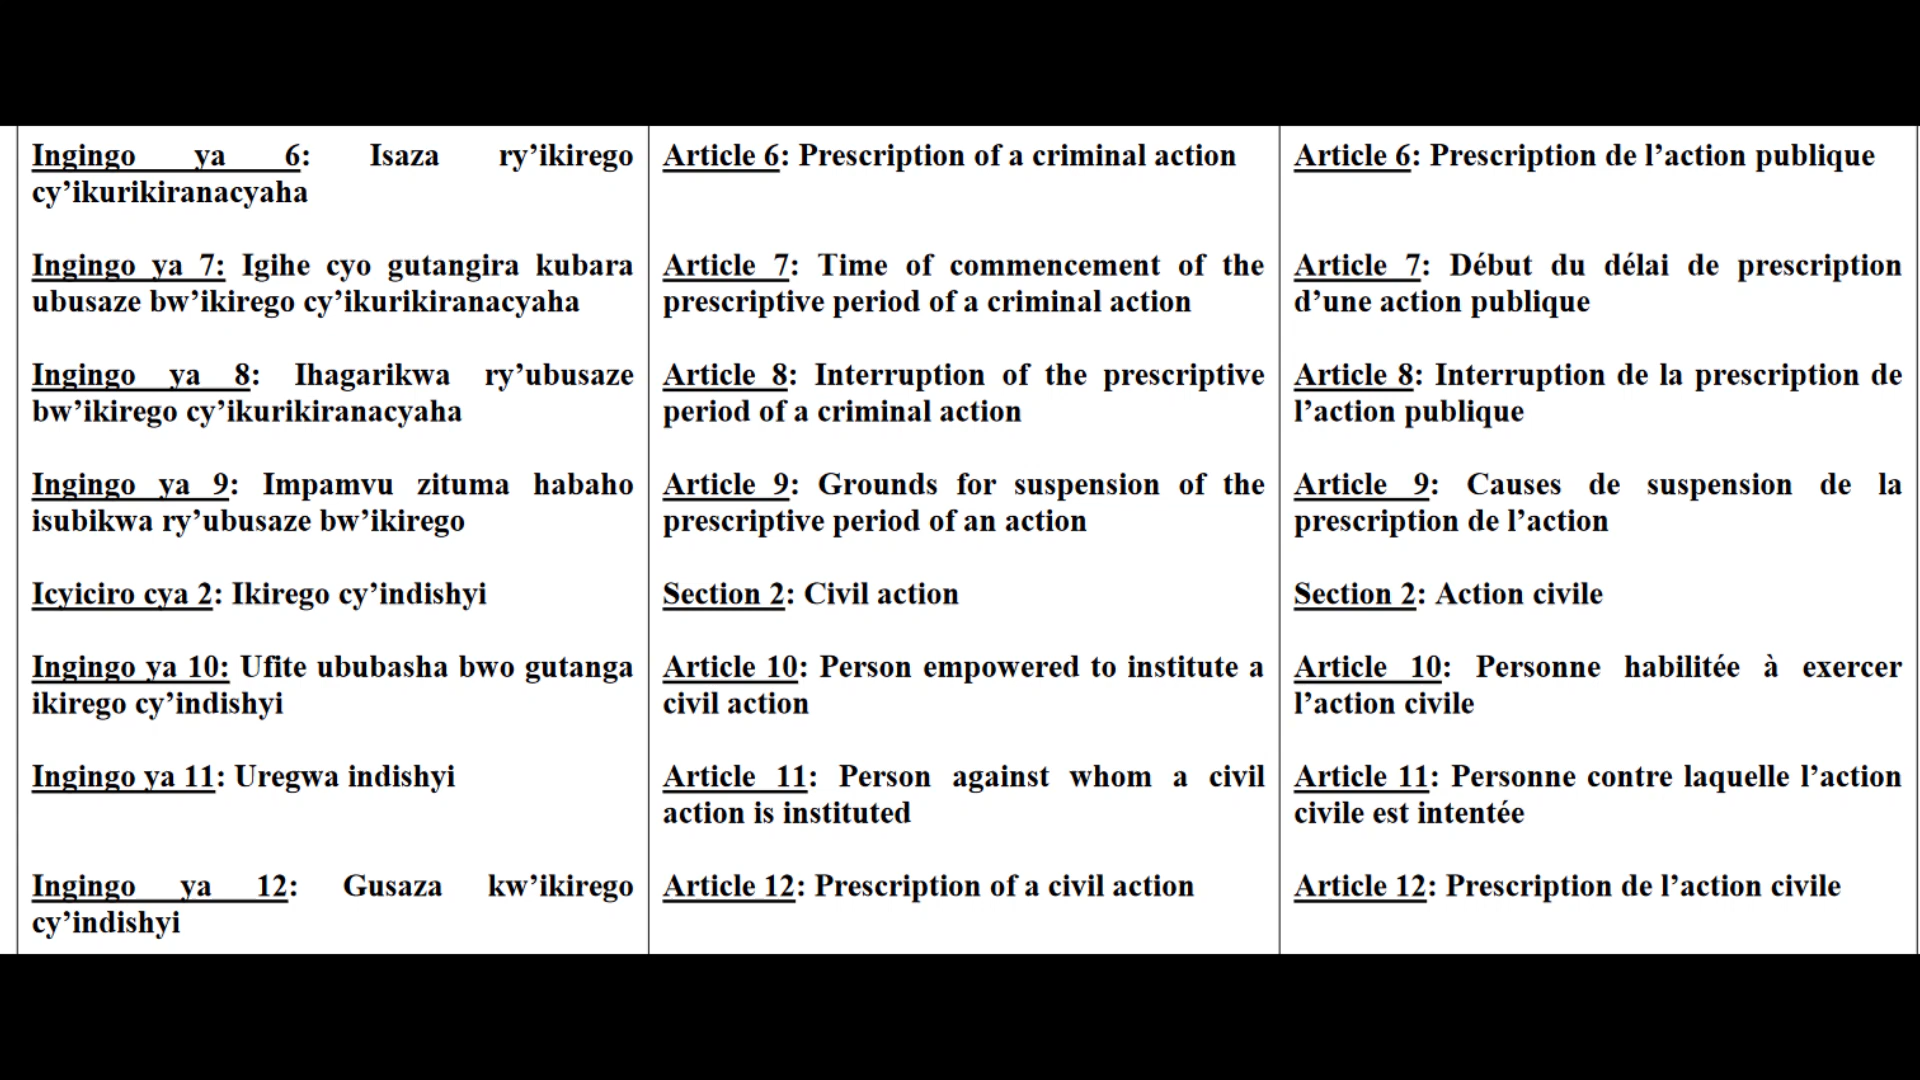 Ingingo ya 6: Isaza ry’ikirego
cy’ikurikiranacyaha
Ingingo ya 7: Igihe cyo gutangira kubara
ubusaze bw’ikirego cy’ikurikiranacyaha
Ingingo ya 8: Ihagarikwa ry’ubusaze
bw’ikirego cy’ikurikiranacyaha
Ingingo ya 9: Impamvu zituma habaho
isubikwa ry’ubusaze bw’ikirego
Icyiciro cya 2: Ikirego cy’indishyi
Ingingo ya 10: Ufite ububasha bwo gutanga
ikirego cy’indishyi
Ingingo ya 11: Uregwa indishyi
Ingingo ya 12: Gusaza kw’ikirego
cy’indishyi
Article 6: Prescription of a criminal action
Article 7: Time of commencement of the
prescriptive period of a criminal action
Article 8: Interruption of the prescriptive
period of a criminal action
Article 9: Grounds for suspension of the
prescriptive period of an action
Section 2: Civil action
Article 10: Person empowered to institute a
civil action
Article 11: Person against whom a civil
action is instituted
Article 12: Prescription of a civil action
Article 6: Prescription de l’action publique
Article 7: Début du délai de prescription
d’une action publique
Article 8: Interruption de la prescription de
l’action publique
Article 9: Causes de suspension de la
prescription de l’action
Section 2: Action civile
Article 10: Personne habilitée à exercer
l’action civile
Article 11: Personne contre laquelle l’action
civile est intentée
Article 12: Prescription de l’action civile